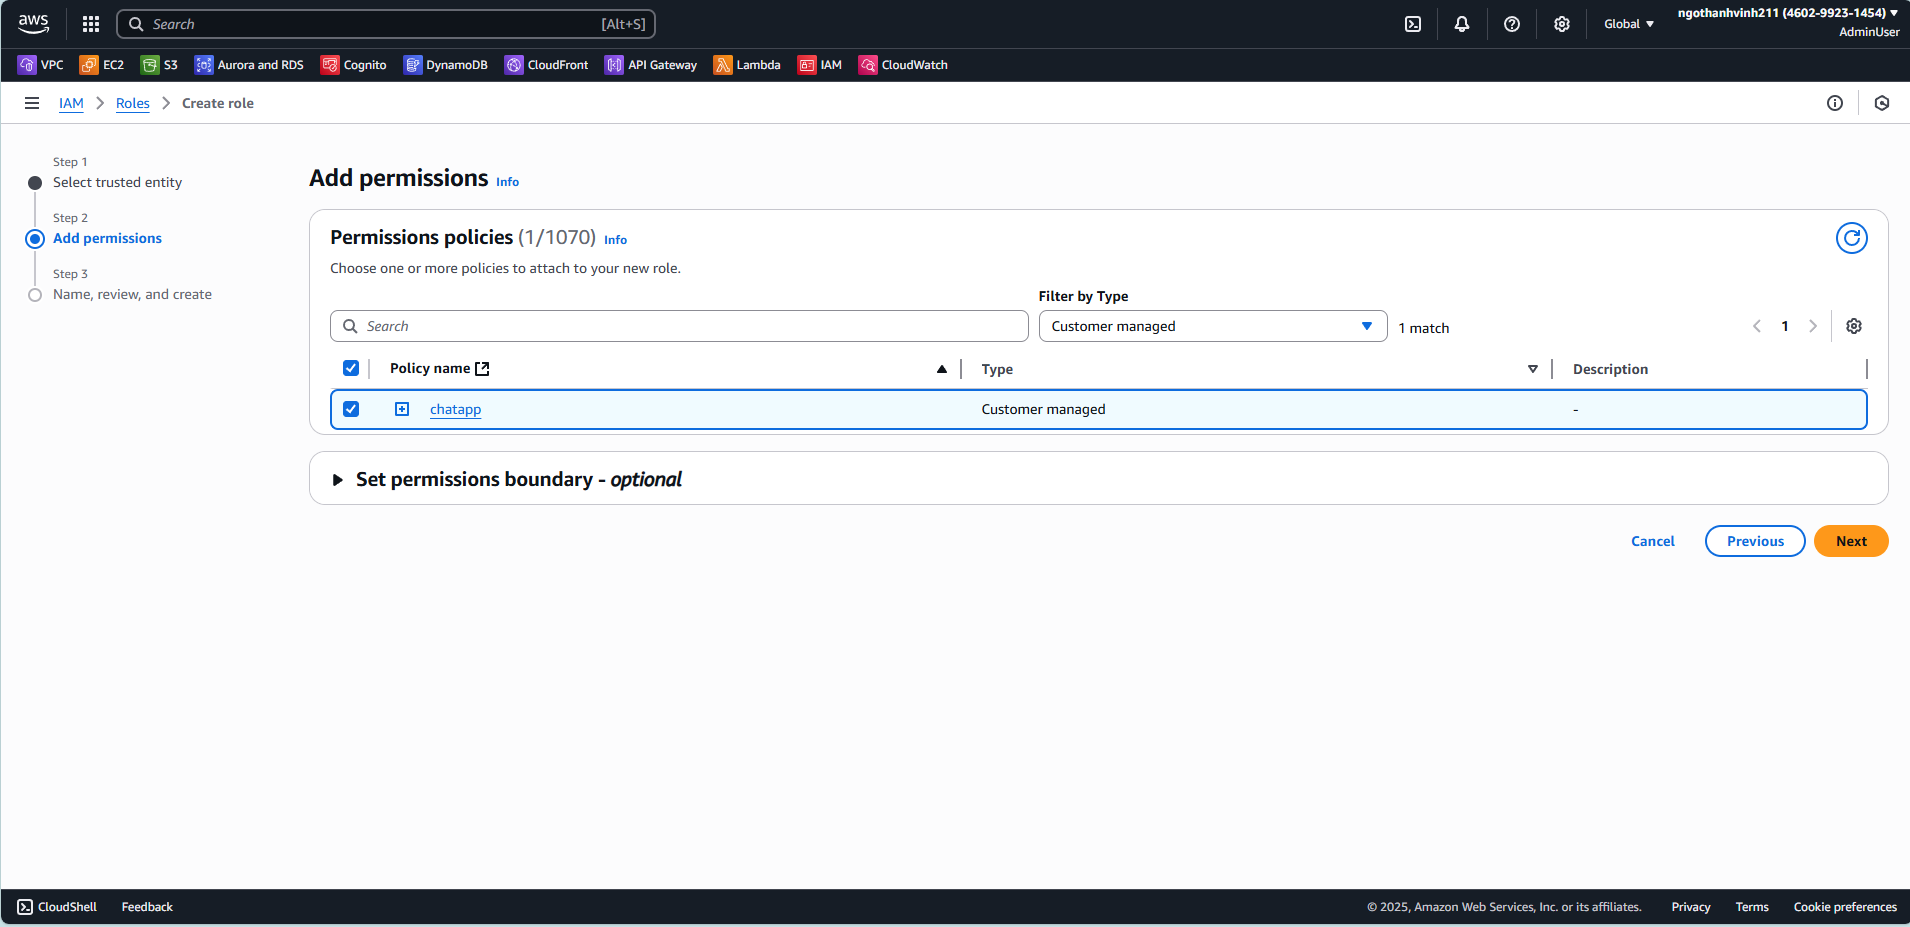 aws Search [Alt+S] Global ngothanhvinh211 (4602-9923-1454)
AdminUser
VPC EC2 S3 Aurora and RDS Cognito DynamoDB CloudFront API Gateway Lambda IAM CloudWatch
IAM Roles Create role
Step 1
Select trusted entity
Step 2
Add permissions
Step 3
Name, review, and create
Add permissions Info
Permissions policies (1/1070) Info
Choose one or more policies to attach to your new role.
Filter by Type
Search Customer managed 1 match 1
Policy name Type Description
chatapp Customer managed -
Set permissions boundary - optional
Cancel Previous Next
CloudShell Feedback © 2025, Amazon Web Services, Inc. or its affiliates. Privacy Terms Cookie preferences